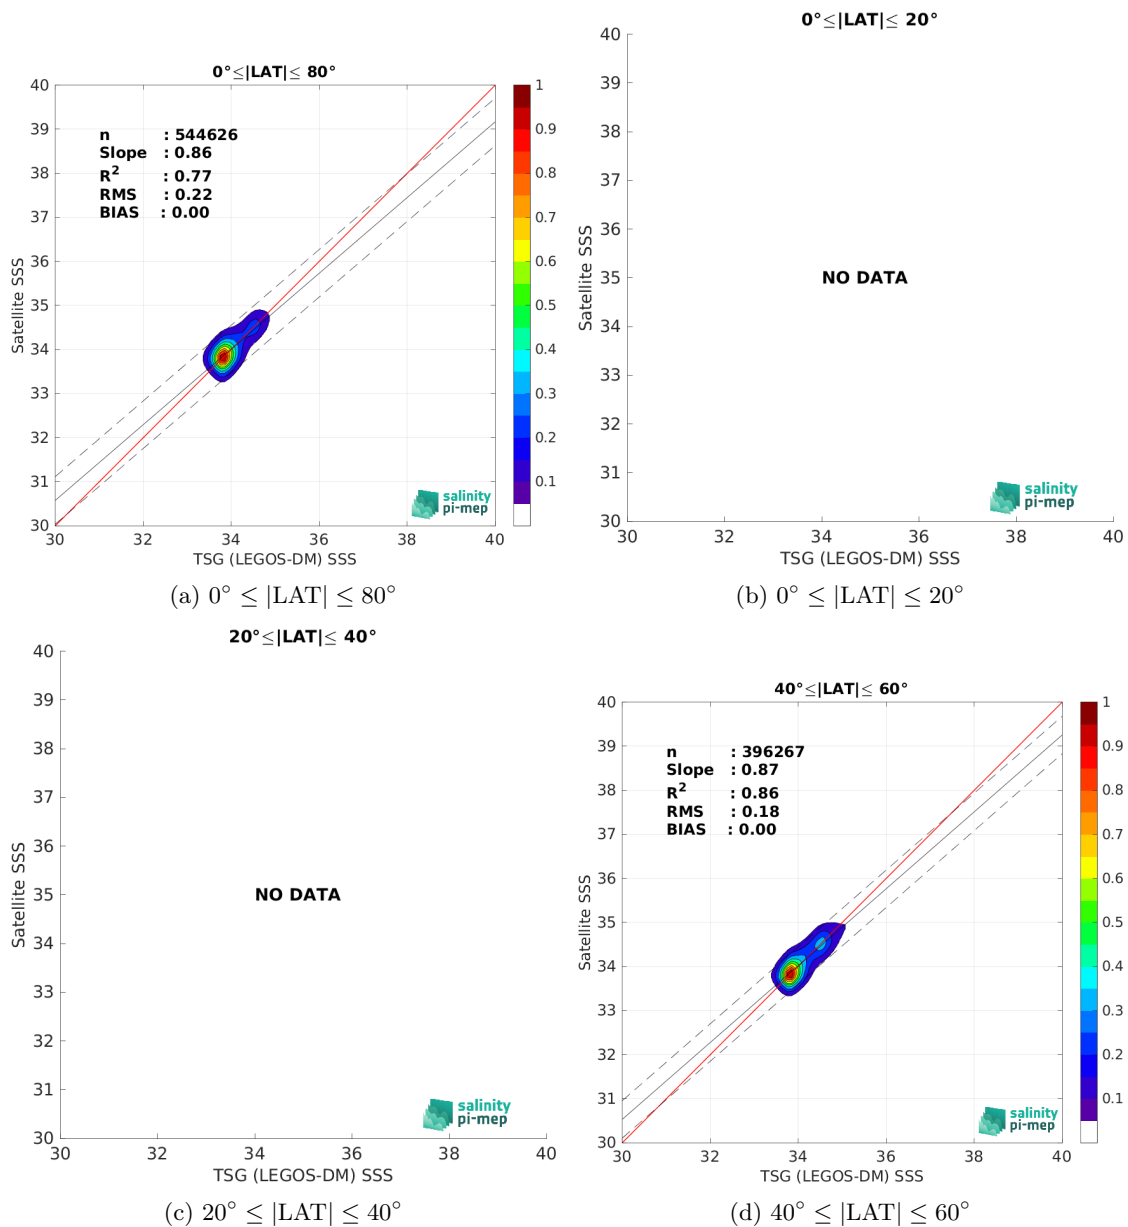 0°≤|LAT|≤ 80°
n : 544626
Slope : 0.86
R² : 0.77
RMS : 0.22
BIAS : 0.00
40
39
38
37
36
35
34
33
32
31
30
Satellite SSS
30 32 34 36 38 40
TSG (LEGOS-DM) SSS
1
0.9
0.8
0.7
0.6
0.5
0.4
0.3
0.2
0.1
salinity
pi-mep
(a) 0° ≤ |LAT| ≤ 80°
0°≤|LAT|≤ 20°
40
39
38
37
36
35
34
33
32
31
30
Satellite SSS
NO DATA
30 32 34 36 38 40
TSG (LEGOS-DM) SSS
salinity
pi-mep
(b) 0° ≤ |LAT| ≤ 20°
20°≤|LAT|≤ 40°
40
39
38
37
36
35
34
33
32
31
30
Satellite SSS
NO DATA
30 32 34 36 38 40
TSG (LEGOS-DM) SSS
salinity
pi-mep
(c) 20° ≤ |LAT| ≤ 40°
40°≤|LAT|≤ 60°
n : 396267
Slope : 0.87
R² : 0.86
RMS : 0.18
BIAS : 0.00
40
39
38
37
36
35
34
33
32
31
30
Satellite SSS
30 32 34 36 38 40
TSG (LEGOS-DM) SSS
1
0.9
0.8
0.7
0.6
0.5
0.4
0.3
0.2
0.1
salinity
pi-mep
(d) 40° ≤ |LAT| ≤ 60°